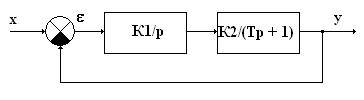 x ε K1/p K2/(Tp + 1) y